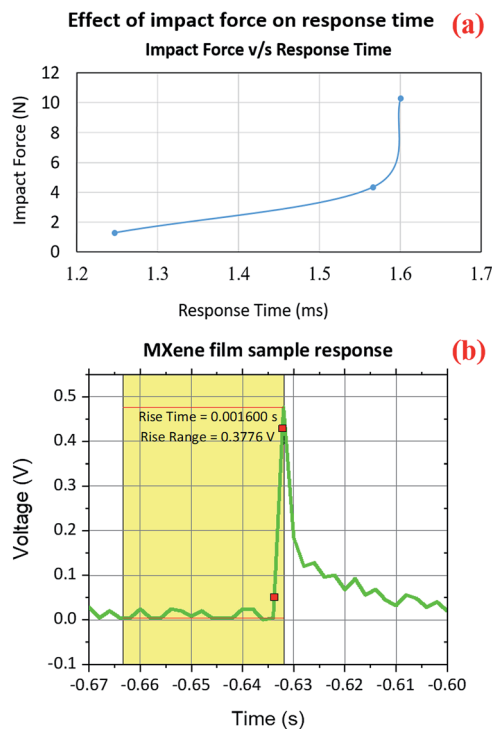 Effect of impact force on response time (a)
Impact Force v/s Response Time
Impact Force (N)
12
10
8
6
4
2
0
1.2 1.3 1.4 1.5 1.6 1.7
Response Time (ms)
(b)
MXene film sample response
Voltage (V)
0.5
0.4
0.3
0.2
0.1
0.0
-0.1
Rise Time = 0.001600 s
Rise Range = 0.3776 V
-0.67 -0.66 -0.65 -0.64 -0.63 -0.62 -0.61 -0.60
Time (s)